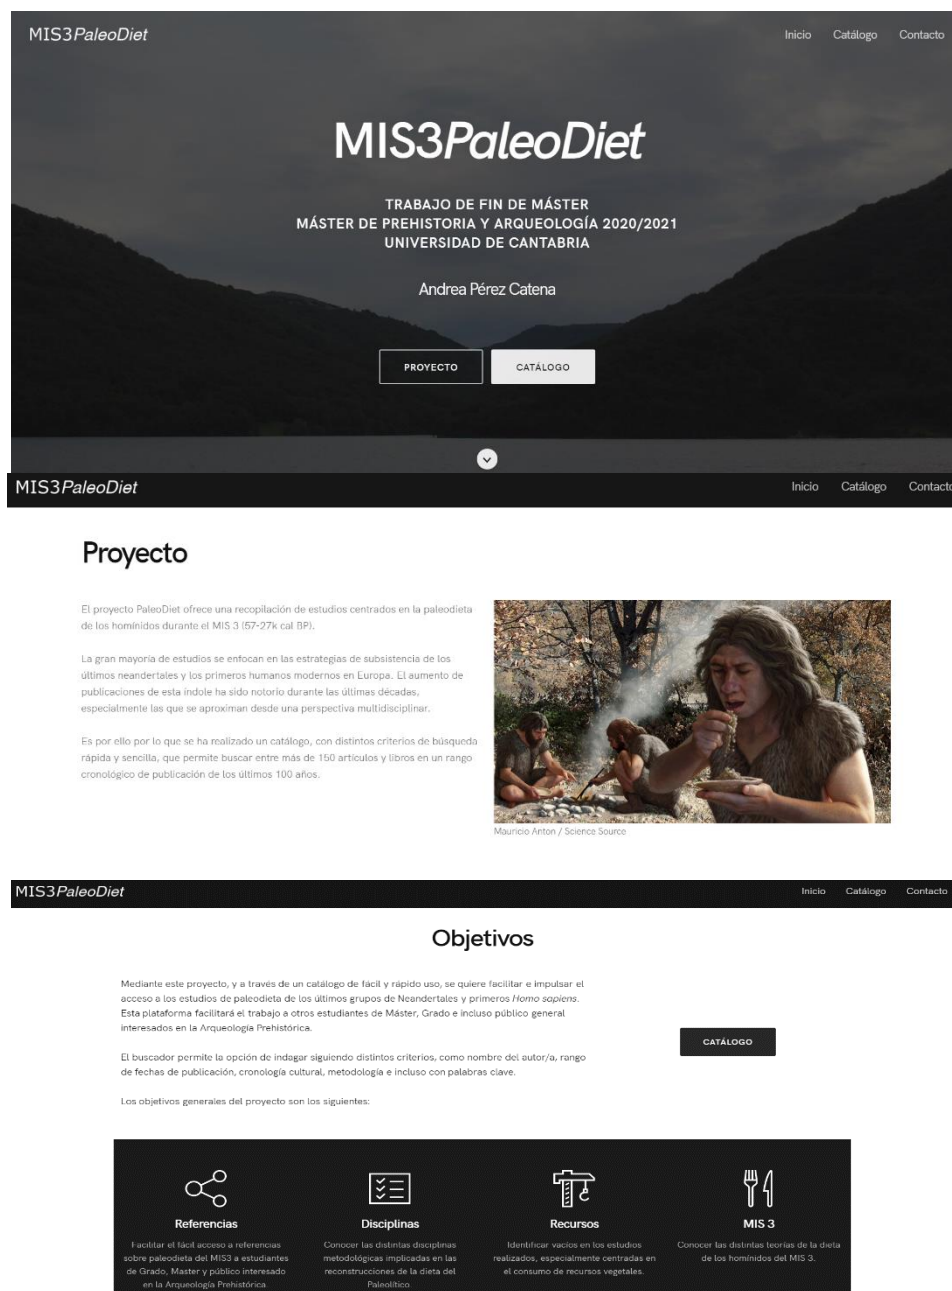 MIS3PaleoDiet
Inicio Catálogo Contacto
MIS3PaleoDiet
TRABAJO DE FIN DE MÁSTER
MÁSTER DE PREHISTORIA Y ARQUEOLOGÍA 2020/2021
UNIVERSIDAD DE CANTABRIA
Andrea Pérez Catena
PROYECTO
CATÁLOGO
MIS3PaleoDiet
Inicio Catálogo Contacto
Proyecto
El proyecto PaleoDiet ofrece una recopilación de estudios centrados en la paleodieta
de los homínidos durante el MIS 3 (57-27k cal BP).
La gran mayoría de estudios se enfocan en las estrategias de subsistencia de los
últimos neandertales y los primeros humanos modernos en Europa. El aumento de
publicaciones de esta índole ha sido notorio durante las últimas décadas,
especialmente las que se aproximan desde una perspectiva multidisciplinar.
Es por ello por lo que se ha realizado un catálogo, con distintos criterios de búsqueda
rápida y sencilla, que permite buscar entre más de 150 artículos y libros en un rango
cronológico de publicación de los últimos 100 años.
Mauricio Anton / Science Source
MIS3PaleoDiet
Inicio Catálogo Contacto
Objetivos
Mediante este proyecto, y a través de un catálogo de fácil y rápido uso, se quiere facilitar e impulsar el
acceso a los estudios de paleodieta de los últimos grupos de Neandertales y primeros Homo sapiens.
Esta plataforma facilitará el trabajo a otros estudiantes de Máster, Grado e incluso público general
interesados en la Arqueología Prehistórica.
El buscador permite la opción de indagar siguiendo distintos criterios, como nombre del autor/a, rango
de fechas de publicación, cronología cultural, metodología e incluso con palabras clave.
Los objetivos generales del proyecto son los siguientes:
CATÁLOGO
Referencias
Facilitar el fácil acceso a referencias
sobre paleodieta del MIS3 a estudiantes
de Grado, Master y público interesado
en la Arqueología Prehistórica.
Disciplinas
Conocer las distintas disciplinas
metodológicas implicadas en las
reconstrucciones de la dieta del
Paleolítico.
Recursos
Identificar vacíos en los estudios
realizados, especialmente centradas en
el consumo de recursos vegetales.
MIS 3
Conocer las distintas teorías de la dieta
de los homínidos del MIS 3.